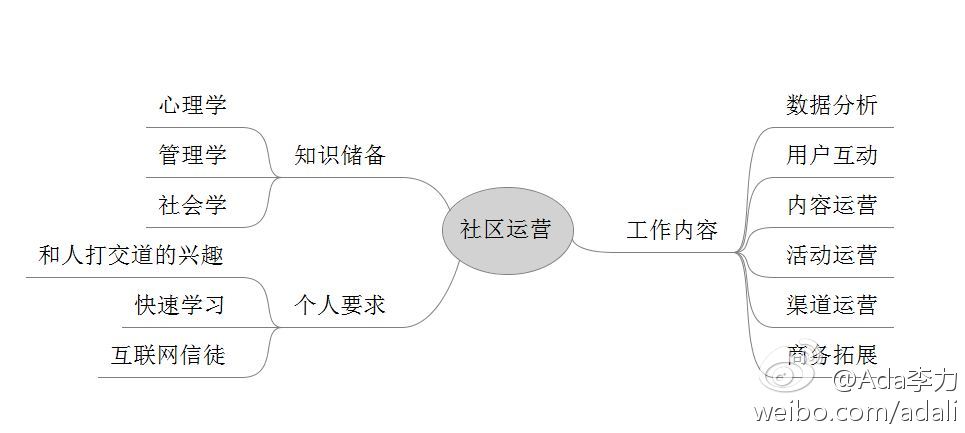 心理学
管理学
社会学
知识储备
和人打交道的兴趣
快速学习
互联网信徒
个人要求
社区运营
工作内容
数据分析
用户互动
内容运营
活动运营
渠道运营
商务拓展
@Ada李力
weibo.com/adali